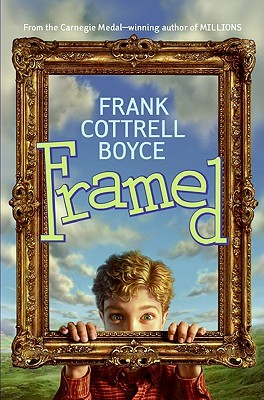 From the Carnegie Medal–winning author of MILLIONS
FRANK
COTTRELL
BOYCE
Framed